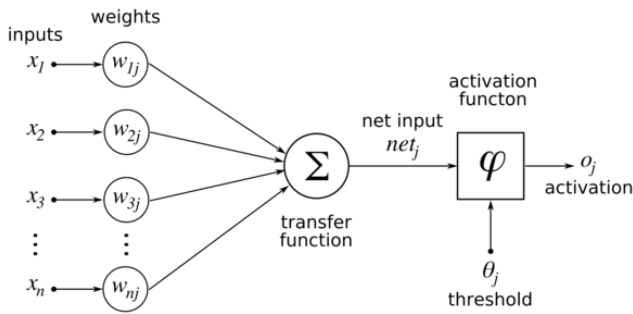 weights
inputs
x1
w1j
x2
w2j
x3
w3j
xn
wnj
Σ
transfer
function
net input
netj
activation
functon
φ
oj
activation
θj
threshold